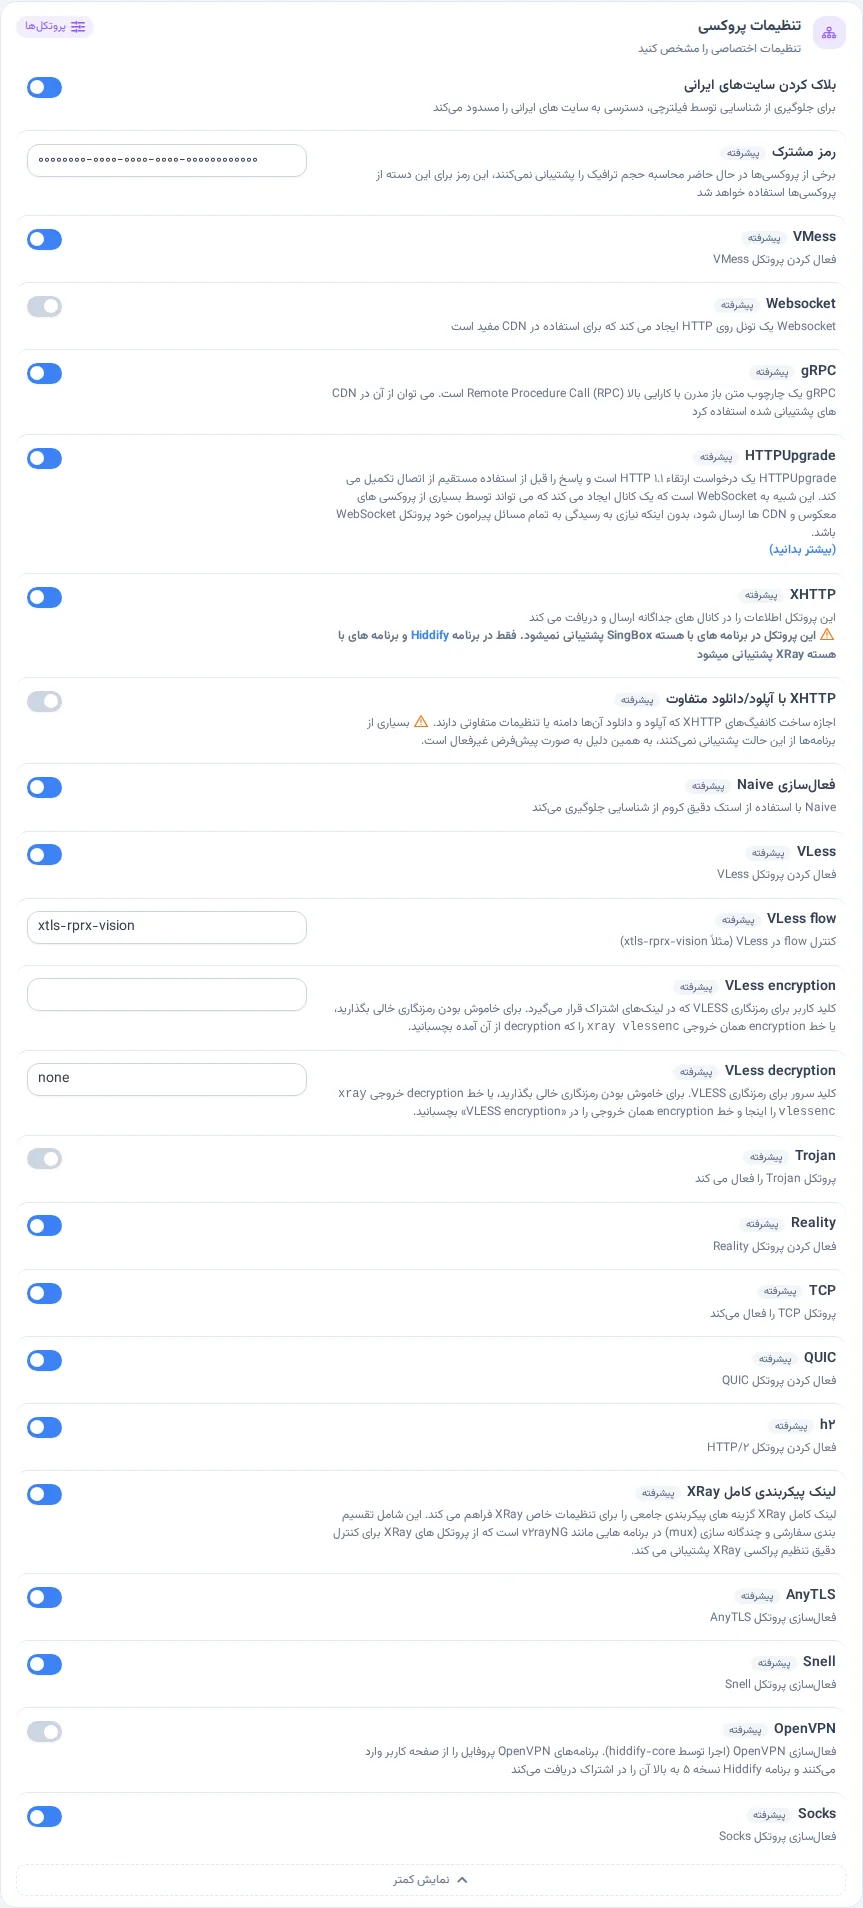 تنظیمات پروکسی
پروتکل‌ها
تنظیمات اختصاصی را مشخص کنید
بلاک کردن سایت‌های ایرانی
برای جلوگیری از شناسایی توسط فیلترچی، دسترسی به سایت های ایرانی را مسدود می‌کند
رمز مشترک پیشرفته
برخی از پروکسی‌ها در حال حاضر محاسبه حجم ترافیک را پشتیبانی نمی‌کنند، این رمز برای این دسته از
پروکسی‌ها استفاده خواهد شد
VMess پیشرفته
فعال کردن پروتکل VMess
Websocket پیشرفته
Websocket یک تونل روی HTTP ایجاد می کند که برای استفاده در CDN مفید است
gRPC پیشرفته
gRPC یک چارچوب متن باز مدرن با کارایی بالا Remote Procedure Call (RPC) است. می توان از آن در CDN
های پشتیبانی شده استفاده کرد
HTTPUpgrade پیشرفته
HTTPUpgrade یک درخواست ارتقاء HTTP ۱.۱ است و پاسخ را قبل از استفاده مستقیم از اتصال تکمیل می
کند. این شبیه به WebSocket است که یک کانال ایجاد می کند که می تواند توسط بسیاری از پروکسی های
معکوس و CDN ها ارسال شود، بدون اینکه نیازی به رسیدگی به تمام مسائل پیرامون خود پروتکل WebSocket
باشد.
(بیشتر بدانید)
XHTTP پیشرفته
این پروتکل اطلاعات را در کانال های جداگانه ارسال و دریافت می کند
⚠ این پروتکل در برنامه های با هسته SingBox پشتیبانی نمیشود. فقط در برنامه Hiddify و برنامه های با
هسته XRay پشتیبانی میشود
XHTTP با آپلود/دانلود متفاوت پیشرفته
اجازه ساخت کانفیگ‌های XHTTP که آپلود و دانلود آن‌ها دامنه یا تنظیمات متفاوتی دارند. ⚠ بسیاری از
برنامه‌ها از این حالت پشتیبانی نمی‌کنند، به همین دلیل به صورت پیش‌فرض غیرفعال است.
فعال‌سازی Naive پیشرفته
Naive با استفاده از استک دقیق کروم از شناسایی جلوگیری می‌کند
VLess پیشرفته
فعال کردن پروتکل VLess
VLess flow پیشرفته
xtls-rprx-vision
کنترل flow در VLess (مثلاً xtls-rprx-vision)
VLess encryption پیشرفته
کلید کاربر برای رمزنگاری VLESS که در لینک‌های اشتراک قرار می‌گیرد. برای خاموش بودن رمزنگاری خالی بگذارید،
یا خط encryption همان خروجی xray vlessenc را که decryption از آن آمده بچسبانید.
VLess decryption پیشرفته
none
کلید سرور برای رمزنگاری VLESS. برای خاموش بودن رمزنگاری خالی بگذارید، یا خط decryption خروجی xray
vlessenc را اینجا و خط encryption همان خروجی را در «VLESS encryption» بچسبانید.
Trojan پیشرفته
پروتکل Trojan را فعال می کند
Reality پیشرفته
فعال کردن پروتکل Reality
TCP پیشرفته
پروتکل TCP را فعال می‌کند
QUIC پیشرفته
فعال کردن پروتکل QUIC
h۲ پیشرفته
فعال کردن پروتکل HTTP/۲
لینک پیکربندی کامل XRay پیشرفته
لینک کامل XRay گزینه های پیکربندی جامعی را برای تنظیمات خاص XRay فراهم می کند. این شامل تقسیم
بندی سفارشی و چندگانه سازی (mux) در برنامه هایی مانند v۲rayNG است که از پروتکل های XRay برای کنترل
دقیق تنظیم پراکسی XRay پشتیبانی می کند.
AnyTLS پیشرفته
فعال‌سازی پروتکل AnyTLS
Snell پیشرفته
فعال‌سازی پروتکل Snell
OpenVPN پیشرفته
فعال‌سازی OpenVPN (اجرا توسط hiddify-core). برنامه‌های OpenVPN پروفایل را از صفحه کاربر وارد
می‌کنند و برنامه Hiddify نسخه ۵ به بالا آن را در اشتراک دریافت می‌کند
Socks پیشرفته
فعال‌سازی پروتکل Socks
نمایش کمتر